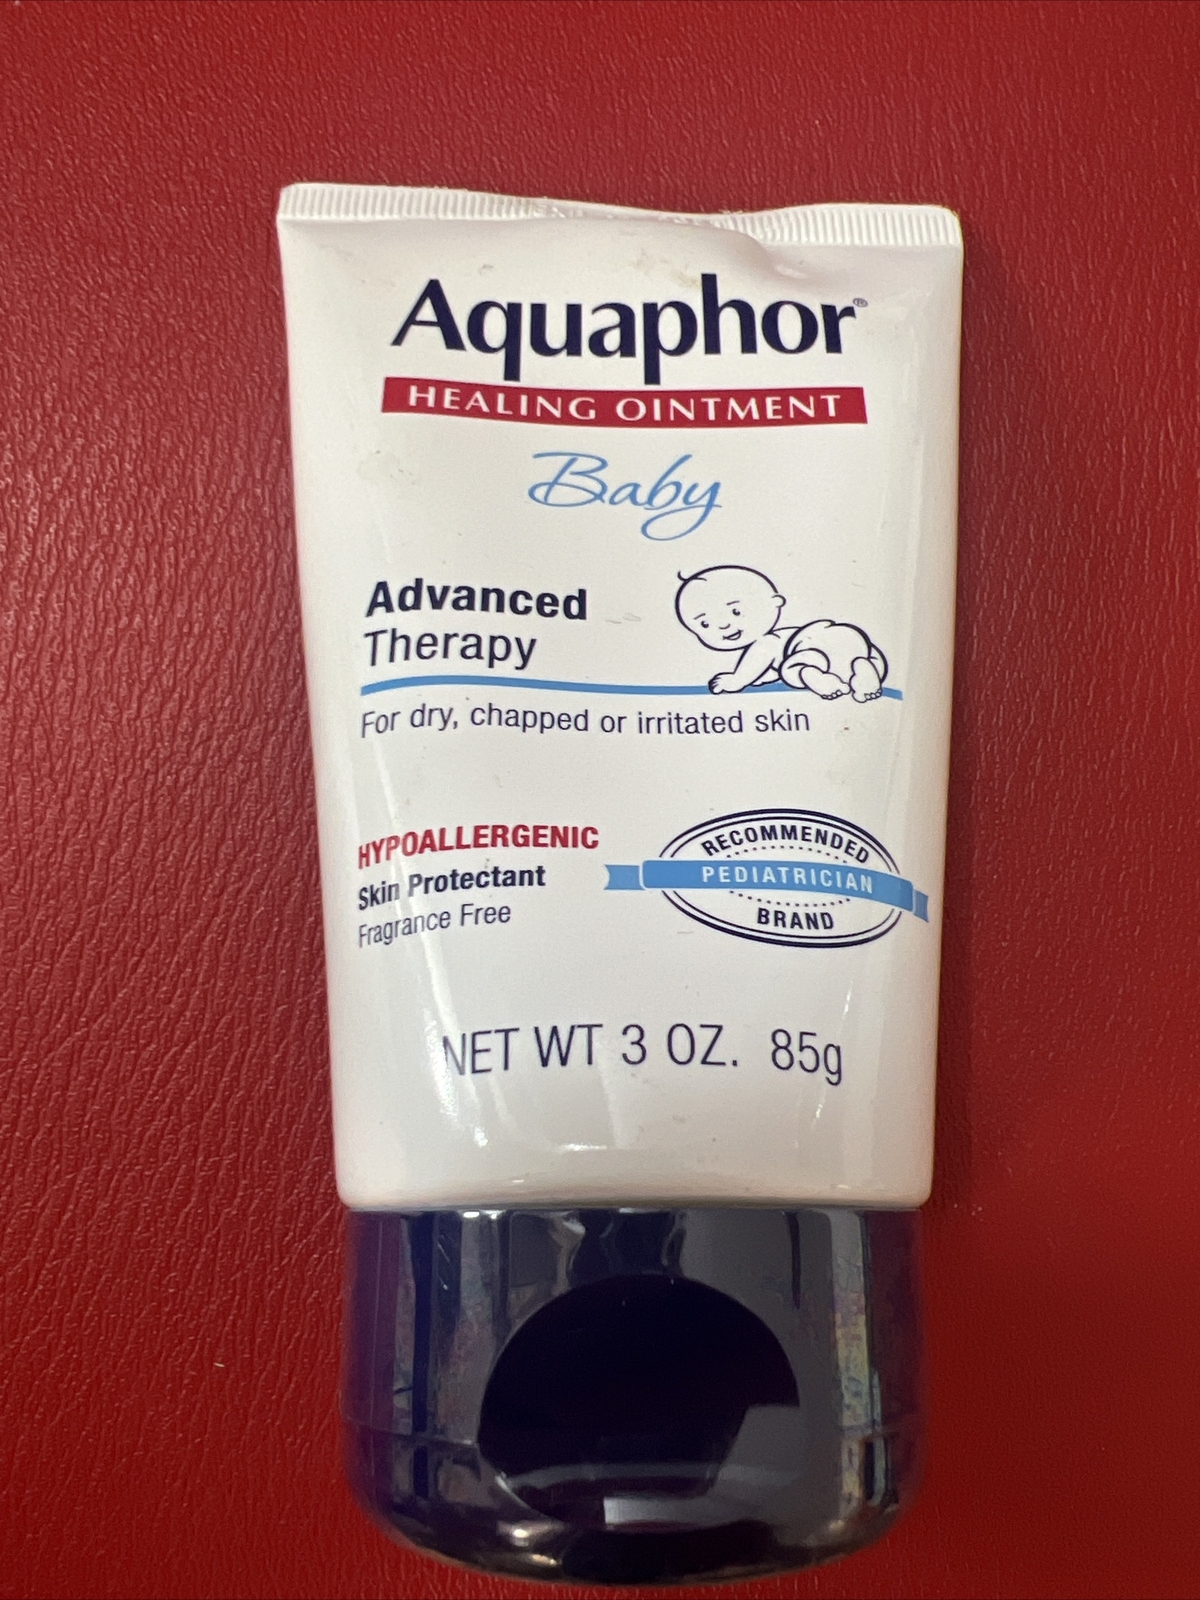 Aquaphor®
HEALING OINTMENT
Baby
Advanced
Therapy
For dry, chapped or irritated skin
HYPOALLERGENIC
Skin Protectant
Fragrance Free
RECOMMENDED
PEDIATRICIAN
BRAND
NET WT 3 OZ. 85g